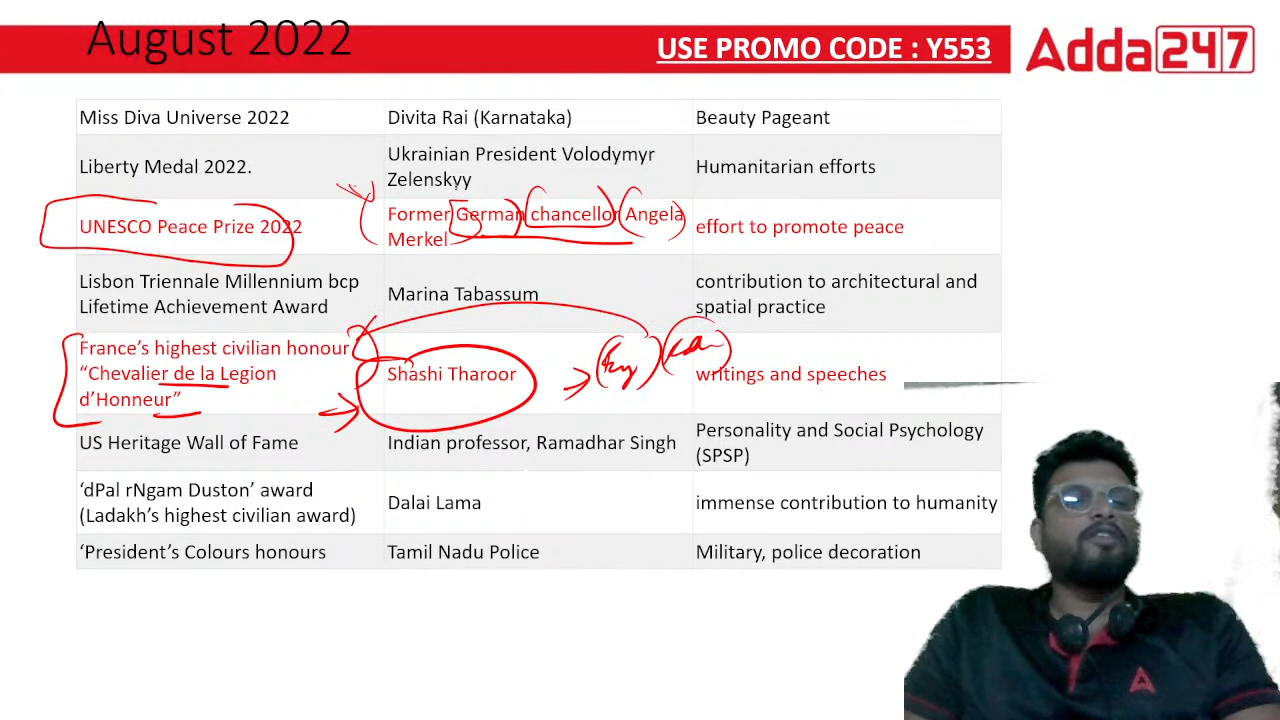 August 2022
USE PROMO CODE : Y553
Adda247
Miss Diva Universe 2022 Divita Rai (Karnataka) Beauty Pageant
Liberty Medal 2022. Ukrainian President Volodymyr Zelenskyy Humanitarian efforts
UNESCO Peace Prize 2022 Former German chancellor Angela Merkel effort to promote peace
Lisbon Triennale Millennium bcp Lifetime Achievement Award Marina Tabassum contribution to architectural and spatial practice
France's highest civilian honour “Chevalier de la Legion d'Honneur” Shashi Tharoor writings and speeches
US Heritage Wall of Fame Indian professor, Ramadhar Singh Personality and Social Psychology (SPSP)
‘dPal rNgam Duston’ award (Ladakh's highest civilian award) Dalai Lama immense contribution to humanity
‘President's Colours honours Tamil Nadu Police Military, police decoration